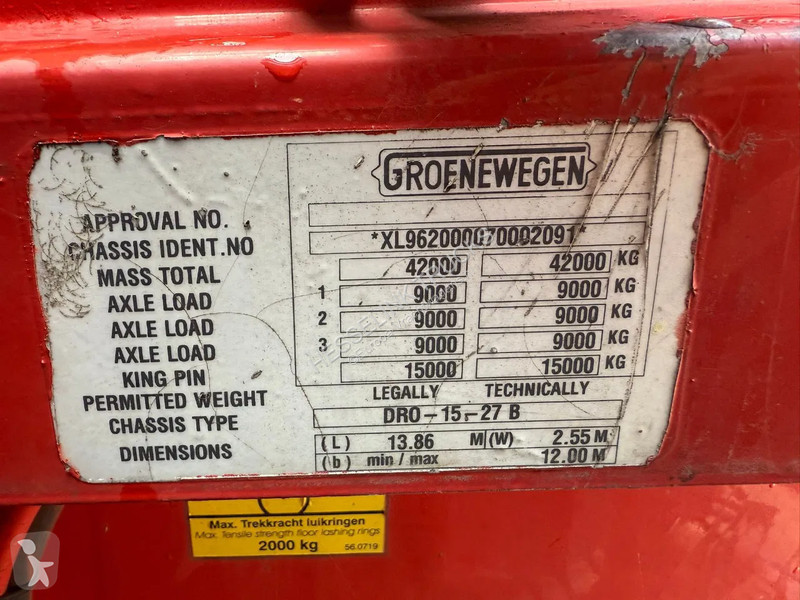 GROENEWEGEN
APPROVAL NO.
CHASSIS IDENT.NO *XL962000070002091*
MASS TOTAL 42000 42000 KG
AXLE LOAD 1 9000 9000 KG
AXLE LOAD 2 9000 9000 KG
AXLE LOAD 3 9000 9000 KG
KING PIN 15000 15000 KG
PERMITTED WEIGHT LEGALLY TECHNICALLY
CHASSIS TYPE DRO-15-27 B
DIMENSIONS (L) 13.86 M (W) 2.55 M
(b) min / max 12.00 M
Max. Trekkracht luikringen
Max. Tensile strength floor lashing rings
2000 kg 56.0719